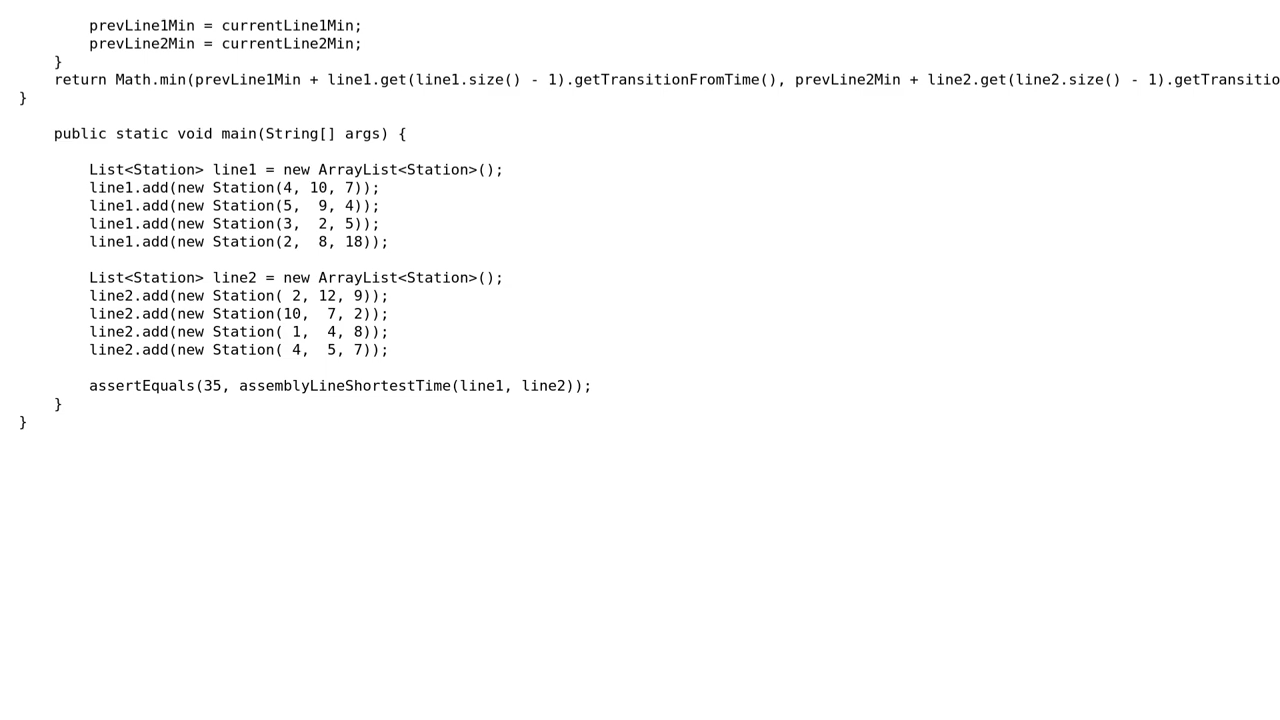 prevLine1Min = currentLine1Min;
        prevLine2Min = currentLine2Min;
    }
    return Math.min(prevLine1Min + line1.get(line1.size() - 1).getTransitionFromTime(), prevLine2Min + line2.get(line2.size() - 1).getTransitio
}

    public static void main(String[] args) {

        List<Station> line1 = new ArrayList<Station>();
        line1.add(new Station(4, 10, 7));
        line1.add(new Station(5,  9, 4));
        line1.add(new Station(3,  2, 5));
        line1.add(new Station(2,  8, 18));

        List<Station> line2 = new ArrayList<Station>();
        line2.add(new Station( 2, 12, 9));
        line2.add(new Station(10,  7, 2));
        line2.add(new Station( 1,  4, 8));
        line2.add(new Station( 4,  5, 7));

        assertEquals(35, assemblyLineShortestTime(line1, line2));
    }
}